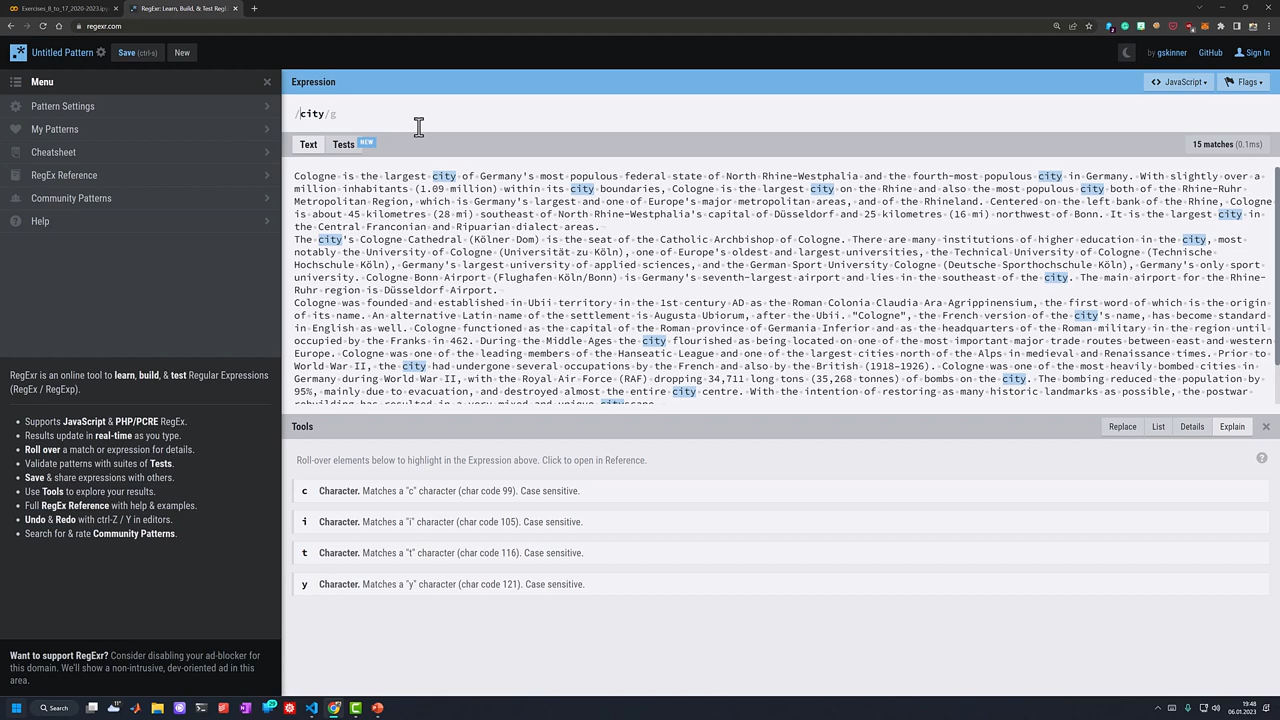 Exercises_8_to_17_2020-2023.ipy
RegExr: Learn, Build, & Test Reg
regexr.com
Untitled Pattern
Save (ctrl-s)
New
by gskinner
GitHub
Sign In
Menu
Pattern Settings
My Patterns
Cheatsheet
RegEx Reference
Community Patterns
Help
RegExr is an online tool to learn, build, & test Regular Expressions
(RegEx / RegExp).
• Supports JavaScript & PHP/PCRE RegEx.
• Results update in real-time as you type.
• Roll over a match or expression for details.
• Validate patterns with suites of Tests.
• Save & share expressions with others.
• Use Tools to explore your results.
• Full RegEx Reference with help & examples.
• Undo & Redo with ctrl-Z / Y in editors.
• Search for & rate Community Patterns.
Want to support RegExr? Consider disabling your ad-blocker for
this domain. We'll show a non-intrusive, dev-oriented ad in this
area.
Expression
JavaScript
Flags
/city/g
Text
Tests
NEW
15 matches (0.1ms)
Cologne is the largest city of Germany's most populous federal state of North Rhine-Westphalia and the fourth-most populous city in Germany. With slightly over a
million inhabitants (1.09 million) within its city boundaries, Cologne is the largest city on the Rhine and also the most populous city both of the Rhine-Ruhr
Metropolitan Region, which is Germany's largest and one of Europe's major metropolitan areas, and of the Rhineland. Centered on the left bank of the Rhine, Cologne
is about 45 kilometres (28 mi) southeast of North Rhine-Westphalia's capital of Düsseldorf and 25 kilometres (16 mi) northwest of Bonn. It is the largest city in
the Central Franconian and Ripuarian dialect areas.
The city's Cologne Cathedral (Kölner Dom) is the seat of the Catholic Archbishop of Cologne. There are many institutions of higher education in the city, most
notably the University of Cologne (Universität zu Köln), one of Europe's oldest and largest universities, the Technical University of Cologne (Technische
Hochschule Köln), Germany's largest university of applied sciences, and the German Sport University Cologne (Deutsche Sporthochschule Köln), Germany's only sport
university. Cologne Bonn Airport (Flughafen Köln/Bonn) is Germany's seventh-largest airport and lies in the southeast of the city. The main airport for the Rhine-
Ruhr region is Düsseldorf Airport.
Cologne was founded and established in Ubii territory in the 1st century AD as the Roman Colonia Claudia Ara Agrippinensium, the first word of which is the origin
of its name. An alternative Latin name of the settlement is Augusta Ubiorum, after the Ubii. "Cologne", the French version of the city's name, has become standard
in English as well. Cologne functioned as the capital of the Roman province of Germania Inferior and as the headquarters of the Roman military in the region until
occupied by the Franks in 462. During the Middle Ages the city flourished as being located on one of the most important major trade routes between east and western
Europe. Cologne was one of the leading members of the Hanseatic League and one of the largest cities north of the Alps in medieval and Renaissance times. Prior to
World War II, the city had undergone several occupations by the French and also by the British (1918–1926). Cologne was one of the most heavily bombed cities in
Germany during World War II, with the Royal Air Force (RAF) dropping 34,711 long tons (35,268 tonnes) of bombs on the city. The bombing reduced the population by
95%, mainly due to evacuation, and destroyed almost the entire city centre. With the intention of restoring as many historical landmarks as possible, the postwar
rebuilding has resulted in a very mixed and unique cityscape.
Tools
Replace
List
Details
Explain
Roll-over elements below to highlight in the Expression above. Click to open in Reference.
c Character. Matches a "c" character (char code 99). Case sensitive.
i Character. Matches a "i" character (char code 105). Case sensitive.
t Character. Matches a "t" character (char code 116). Case sensitive.
y Character. Matches a "y" character (char code 121). Case sensitive.
Search
19:48
06.01.2023